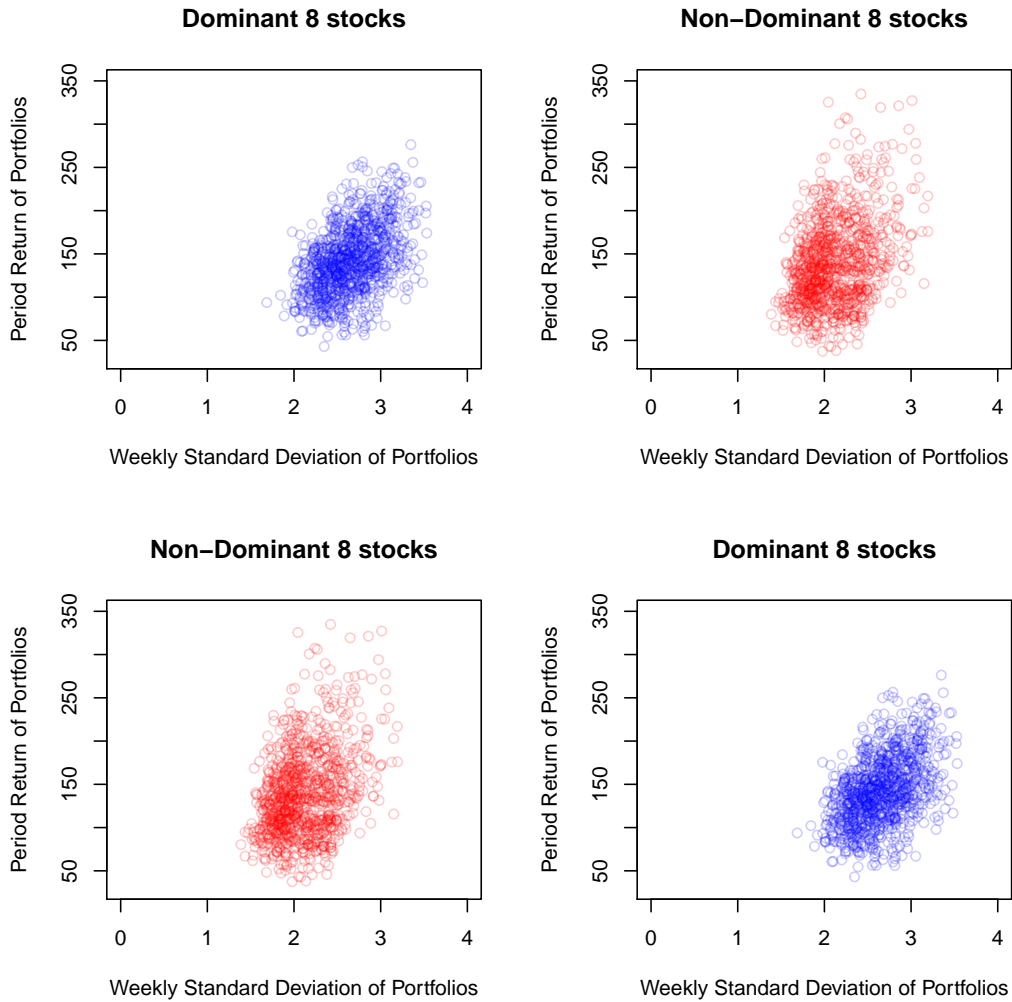 Dominant 8 stocks
Period Return of Portfolios
350
250
150
50
0 1 2 3 4
Weekly Standard Deviation of Portfolios
Non−Dominant 8 stocks
Period Return of Portfolios
350
250
150
50
0 1 2 3 4
Weekly Standard Deviation of Portfolios
Non−Dominant 8 stocks
Period Return of Portfolios
350
250
150
50
0 1 2 3 4
Weekly Standard Deviation of Portfolios
Dominant 8 stocks
Period Return of Portfolios
350
250
150
50
0 1 2 3 4
Weekly Standard Deviation of Portfolios